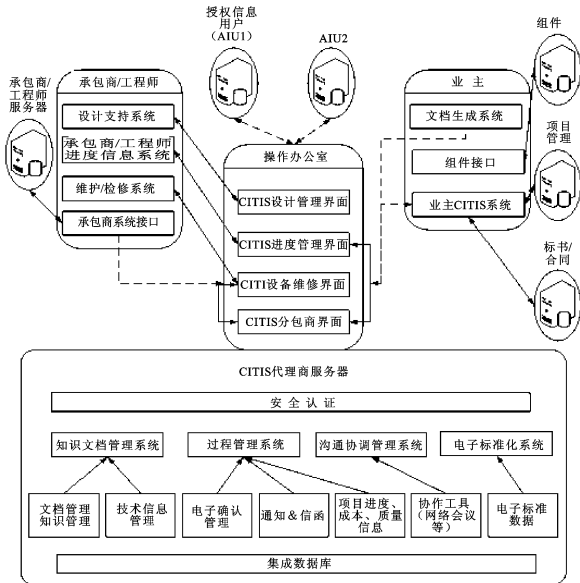 授权信息
用户
（AIU1）
AIU2
组件
承包商/
工程师
服务器
承包商/工程师
设计支持系统
承包商/工程师
进度信息系统
维护/检修系统
承包商系统接口
操作办公室
CITIS设计管理界面
CITIS进度管理界面
CITI设备维修界面
CITIS分包商界面
业 主
文档生成系统
组件接口
业主CITIS系统
项目
管理
标书/
合同
CITIS代理商服务器
安 全 认 证
知识文档管理系统
过程管理系统
沟通协调管理系统
电子标准化系统
文档管理
知识管理
技术信息
管理
电子确认
管理
通知＆信函
项目进度、
成本、质量
信息
协作工具
（网络会议
等）
电子标准
数据
集成数据库